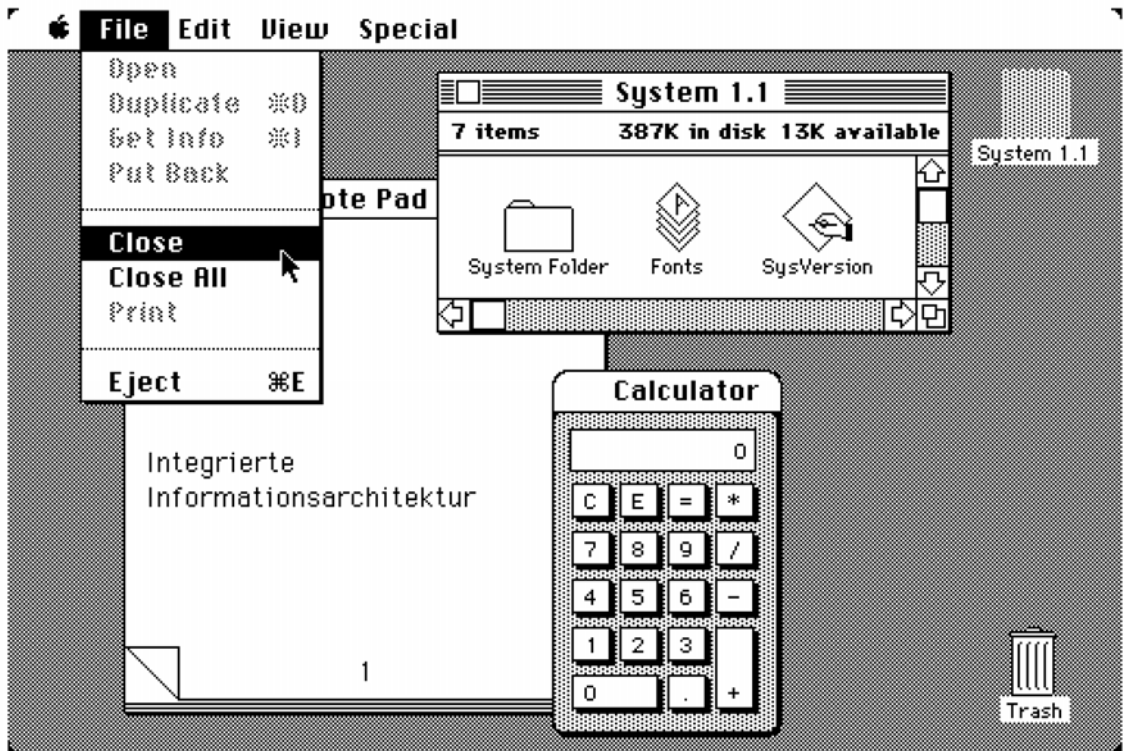 File Edit View Special
Open
Duplicate ⌘D
Get Info ⌘I
Put Back
Close
Close All
Print
Eject ⌘E
ote Pad
Integrierte
Informationsarchitektur
1
System 1.1
7 items 387K in disk 13K available
System Folder Fonts SysVersion
System 1.1
Calculator
0
C E = *
7 8 9 /
4 5 6 -
1 2 3
0 . +
Trash